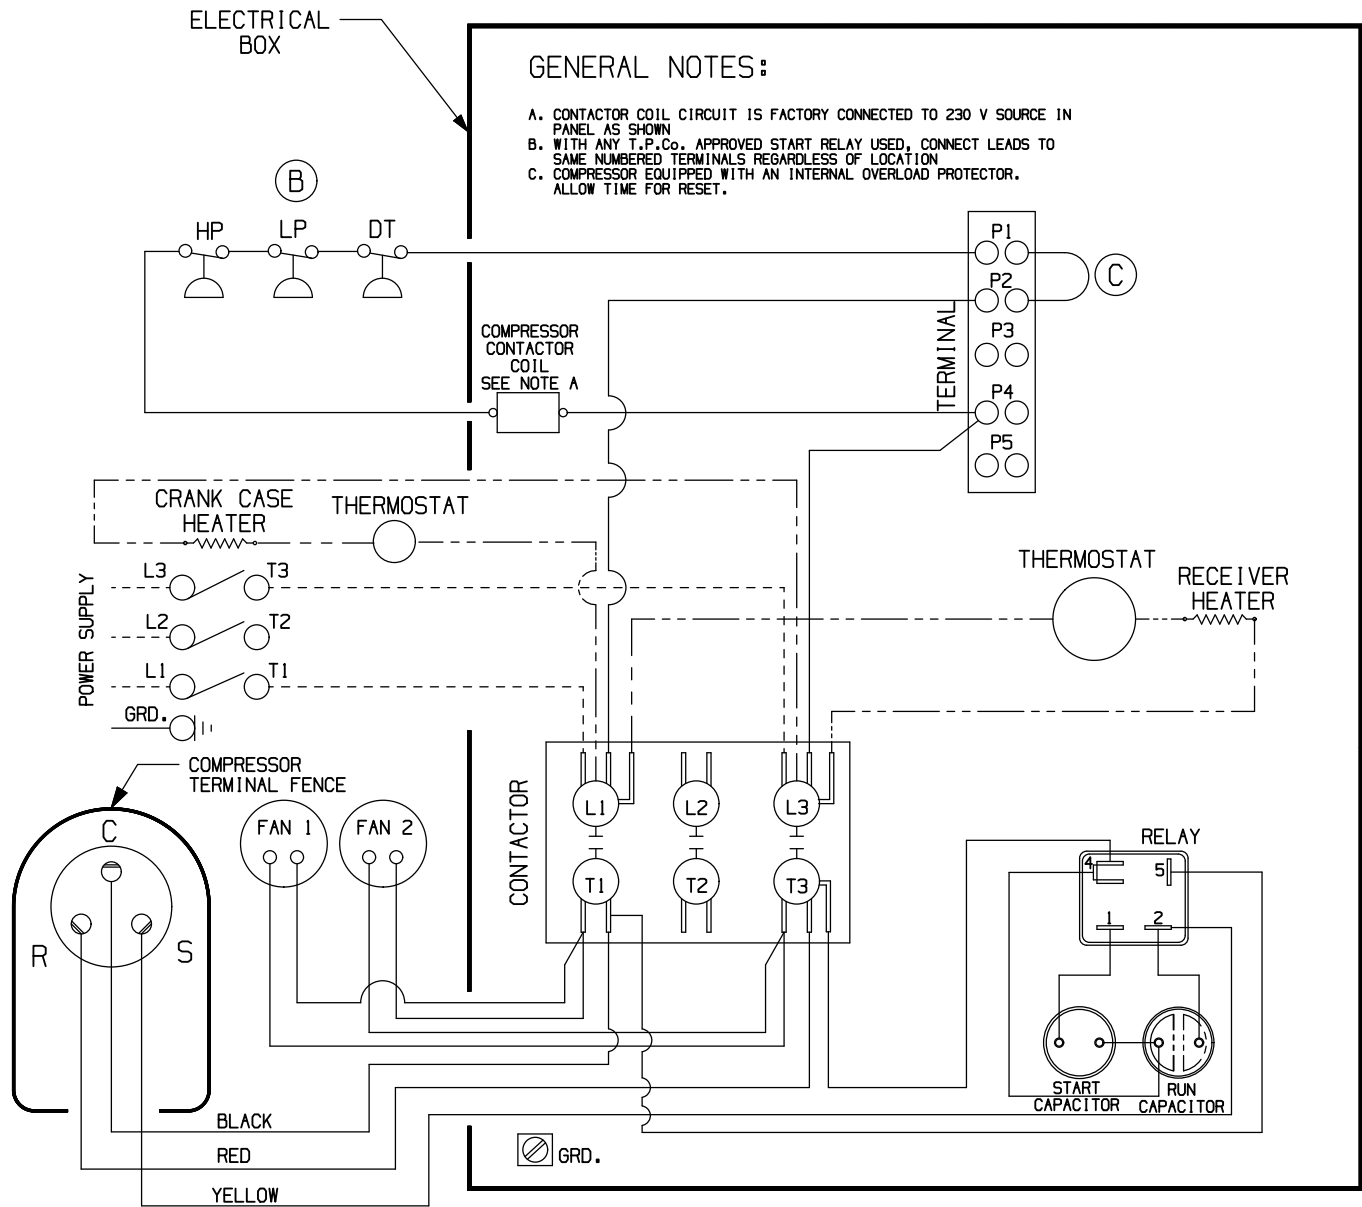 ELECTRICAL
BOX
GENERAL NOTES:
A. CONTACTOR COIL CIRCUIT IS FACTORY CONNECTED TO 230 V SOURCE IN
PANEL AS SHOWN
B. WITH ANY T.P.Co. APPROVED START RELAY USED, CONNECT LEADS TO
SAME NUMBERED TERMINALS REGARDLESS OF LOCATION
C. COMPRESSOR EQUIPPED WITH AN INTERNAL OVERLOAD PROTECTOR.
ALLOW TIME FOR RESET.
B
HP
LP
DT
P1
P2
P3
P4
P5
C
TERMINAL
COMPRESSOR
CONTACTOR
COIL
SEE NOTE A
CRANK CASE
HEATER
THERMOSTAT
THERMOSTAT
RECEIVER
HEATER
POWER SUPPLY
L3
T3
L2
T2
L1
T1
GRD.
COMPRESSOR
TERMINAL FENCE
FAN 1
FAN 2
CONTACTOR
L1
L2
L3
T1
T2
T3
C
R
S
RELAY
4
5
1
2
START
CAPACITOR
RUN
CAPACITOR
BLACK
RED
YELLOW
GRD.